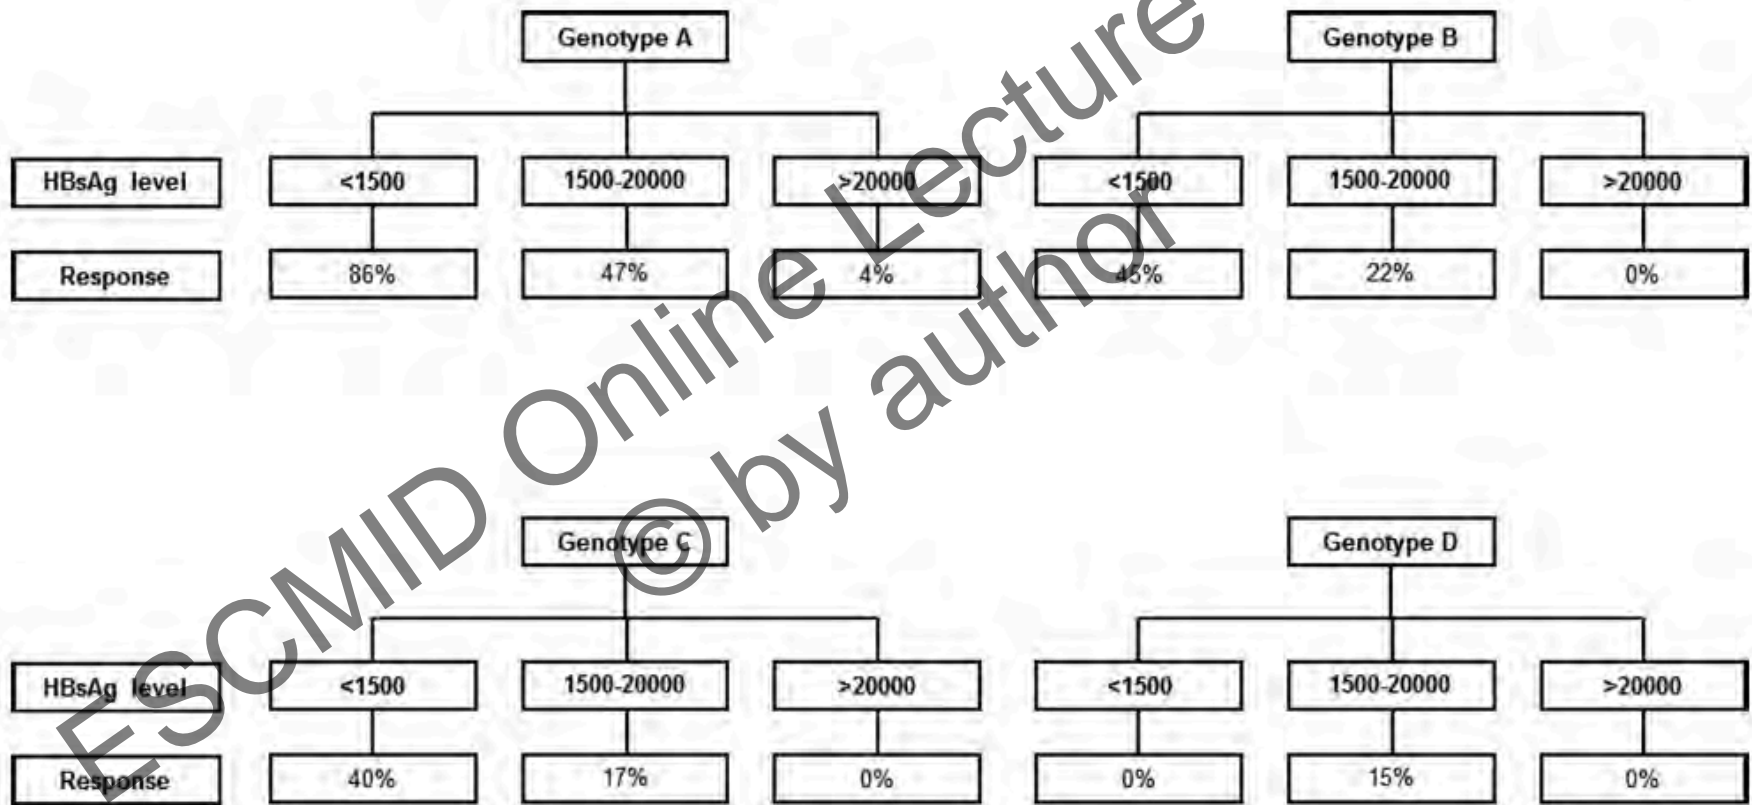 Genotype A
Genotype B
HBsAg level
<1500
1500-20000
>20000
<1500
1500-20000
>20000
Response
86%
47%
4%
45%
22%
0%
Genotype C
Genotype D
HBsAg level
<1500
1500-20000
>20000
<1500
1500-20000
>20000
Response
40%
17%
0%
0%
15%
0%
ESCMID Online Lecture
© by author